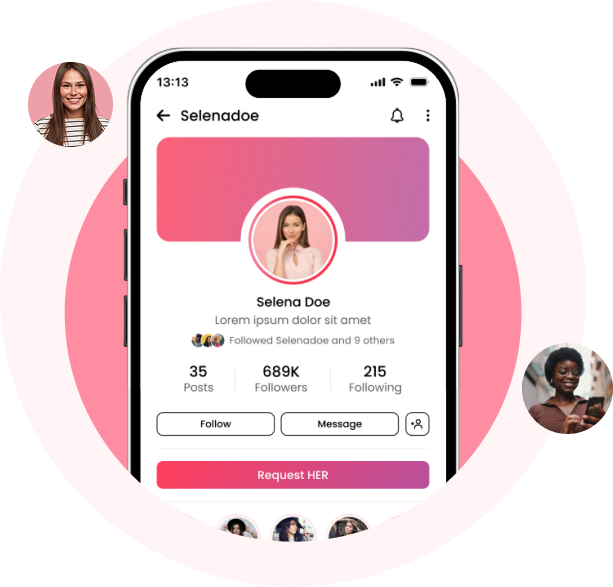 13:13
Selenadoe
Selena Doe
Lorem ipsum dolor sit amet
Followed Selenadoe and 9 others
35 689K 215
Posts Followers Following
Follow Message
Request HER